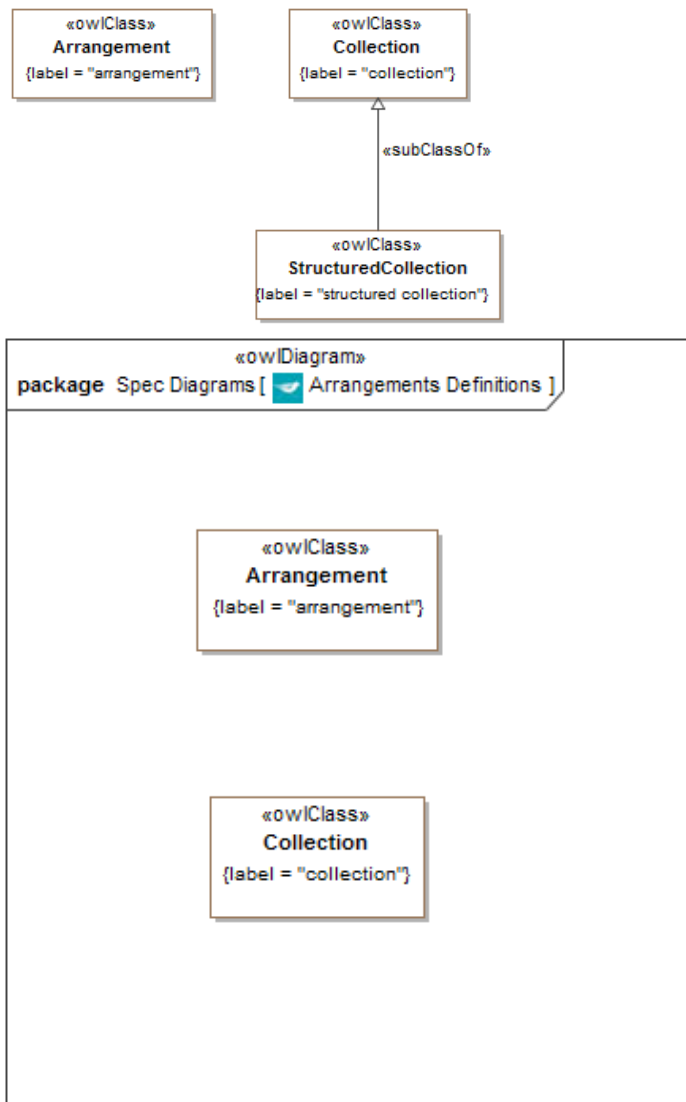 «owlClass»
Arrangement
{label = "arrangement"}
«owlClass»
Collection
{label = "collection"}
«subClassOf»
«owlClass»
StructuredCollection
{label = "structured collection"}
«owlDiagram»
package Spec Diagrams [ Arrangements Definitions ]
«owlClass»
Arrangement
{label = "arrangement"}
«owlClass»
Collection
{label = "collection"}